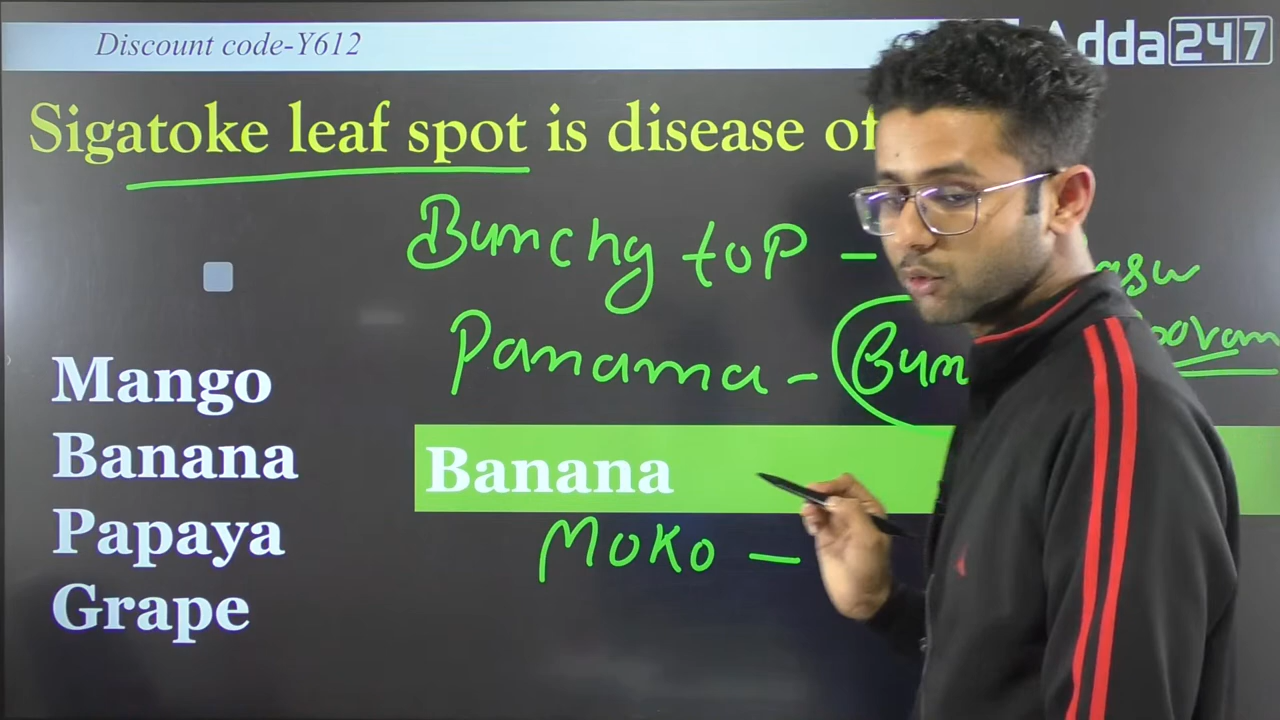 Discount code-Y612
Adda247
Sigatoke leaf spot is disease of
Bunchy top -
Panama -
Mango
Banana
Papaya
Grape
Banana
Moko -